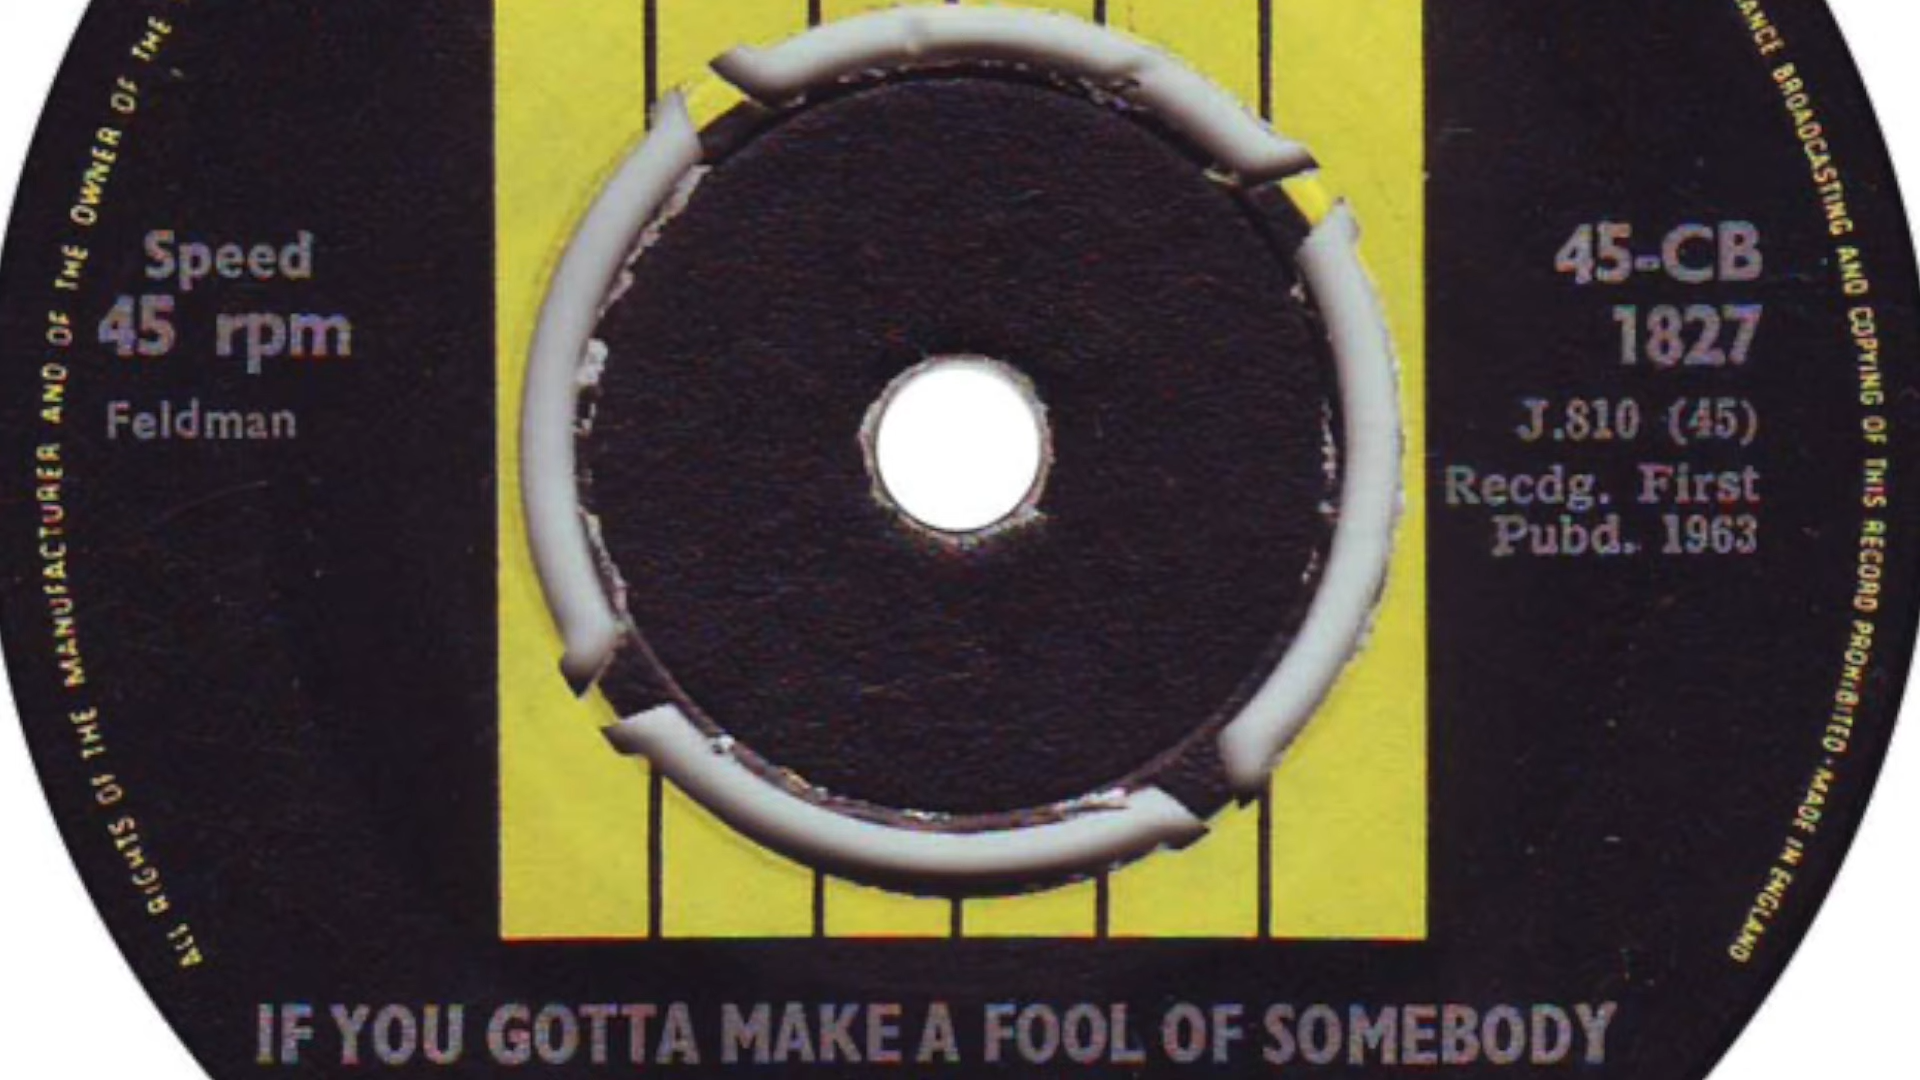 ALL RIGHTS OF THE MANUFACTURER AND OF THE OWNER OF THE
Speed
45 rpm
Feldman
45-CB
1827
J.810 (45)
Recdg. First
Pubd. 1963
BROADCASTING AND COPYING OF THIS RECORD PROHIBITED · MADE IN ENGLAND
IF YOU GOTTA MAKE A FOOL OF SOMEBODY